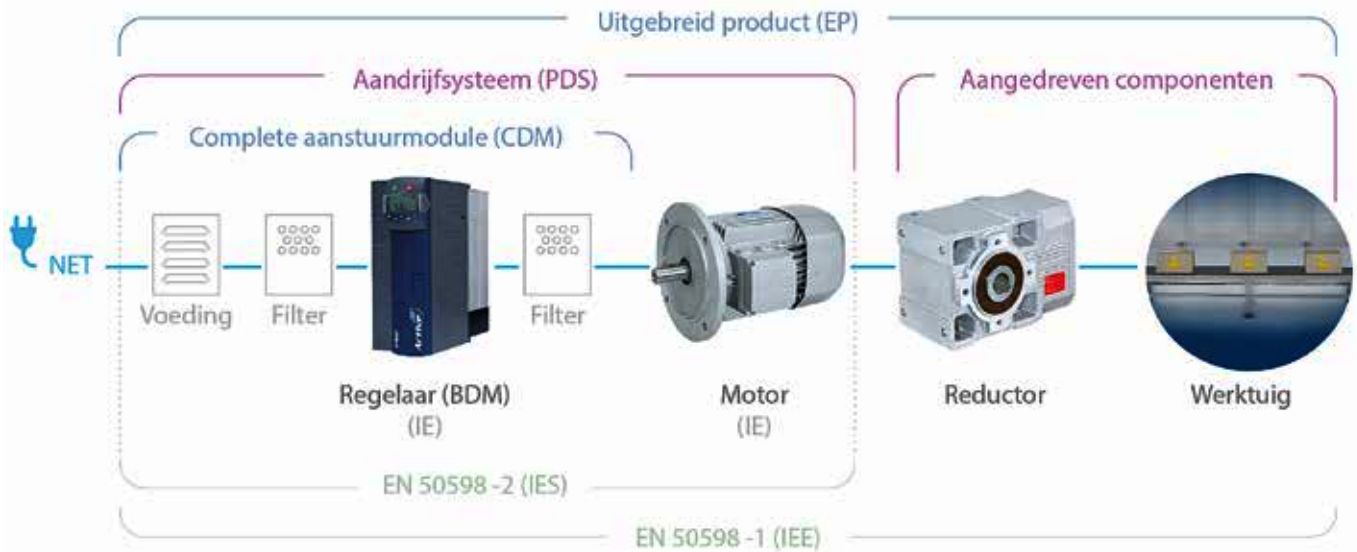 Uitgebreid product (EP)
Aandrijfsysteem (PDS)
Aangedreven componenten
Complete aanstuurmodule (CDM)
NET
Voeding
Filter
Active
Filter
Regelaar (BDM)
(IE)
Motor
(IE)
Reductor
Werktuig
EN 50598 -2 (IES)
EN 50598 -1 (IEE)